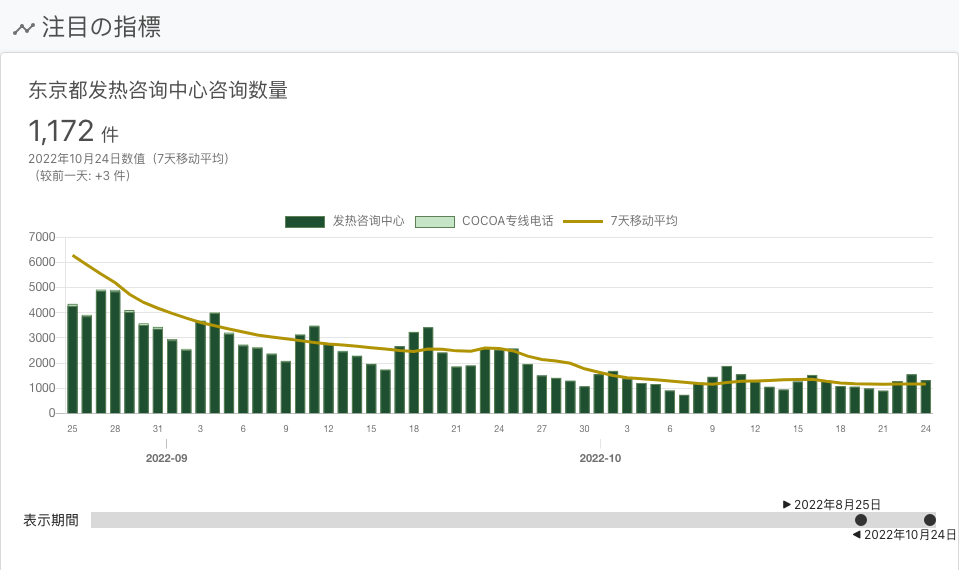 注目の指標
东京都发热咨询中心咨询数量
1,172 件
2022年10月24日数值（7天移动平均）
（较前一天: +3 件）
发热咨询中心 COCOA专线电话 7天移动平均
7000
6000
5000
4000
3000
2000
1000
0
25 28 31 3 6 9 12 15 18 21 24 27 30 3 6 9 12 15 18 21 24
2022-09 2022-10
2022年8月25日
表示期間
2022年10月24日